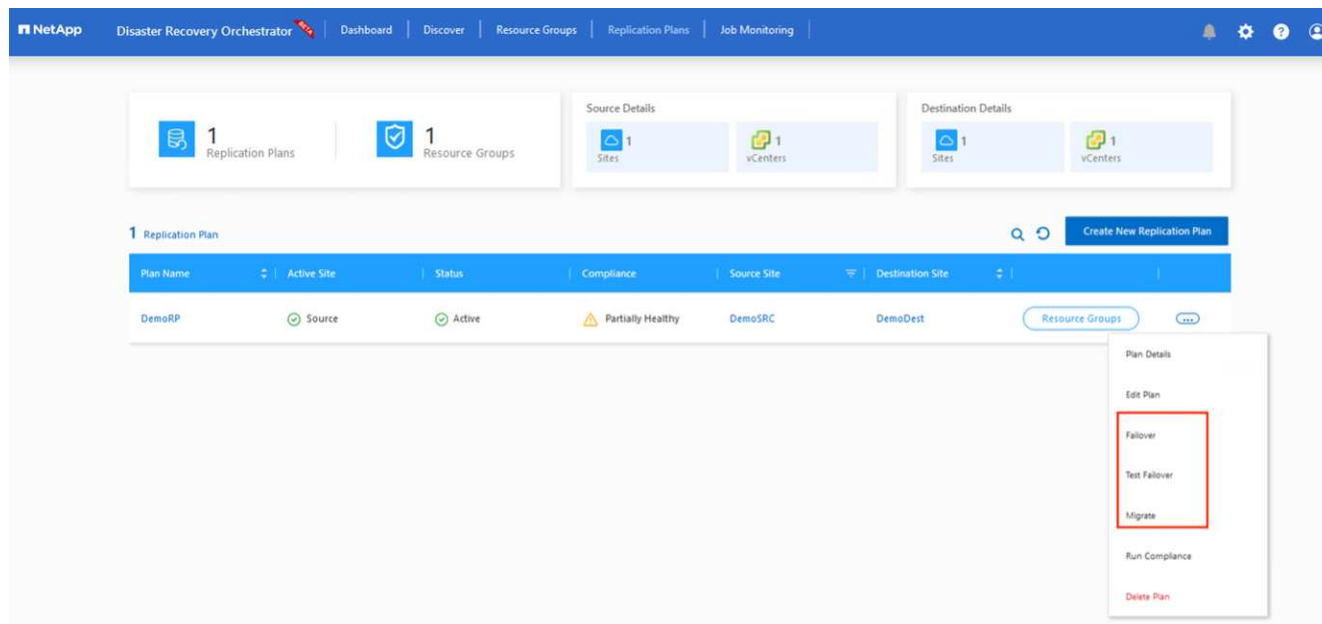 NetApp Disaster Recovery Orchestrator Dashboard Discover Resource Groups Replication Plans Job Monitoring ?
1
Replication Plans
1
Resource Groups
Source Details
1
Sites
1
vCenters
Destination Details
1
Sites
1
vCenters
1 Replication Plan
Create New Replication Plan
Plan Name Active Site Status Compliance Source Site Destination Site
DemoRP Source Active Partially Healthy DemoSRC DemoDest Resource Groups ...
Plan Details
Edit Plan
Failover
Test Failover
Migrate
Run Compliance
Delete Plan